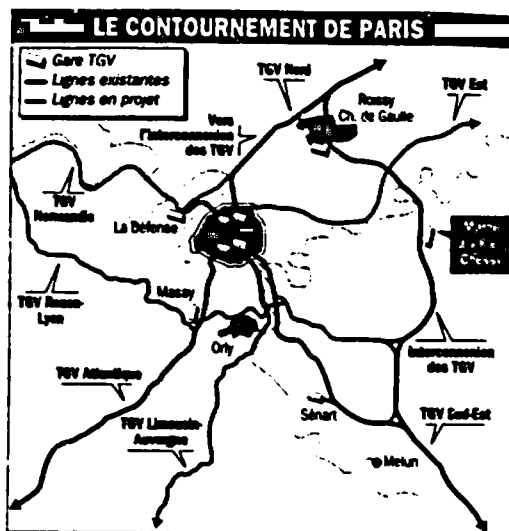 LE CONTOURNEMENT DE PARIS
Gare TGV
Lignes existantes
Lignes en projet
TGV Nord
Roissy
Ch. de Gaulle
TGV Est
Vers
l'interconnexion
des TGV
TGV
Normandie
La Défense
Marne
TGV Rouen-
Lyon
Massy
Orly
Interconnexion
des TGV
TGV Atlantique
TGV Limousin-
Auvergne
Sénart
TGV Sud-Est
Melun